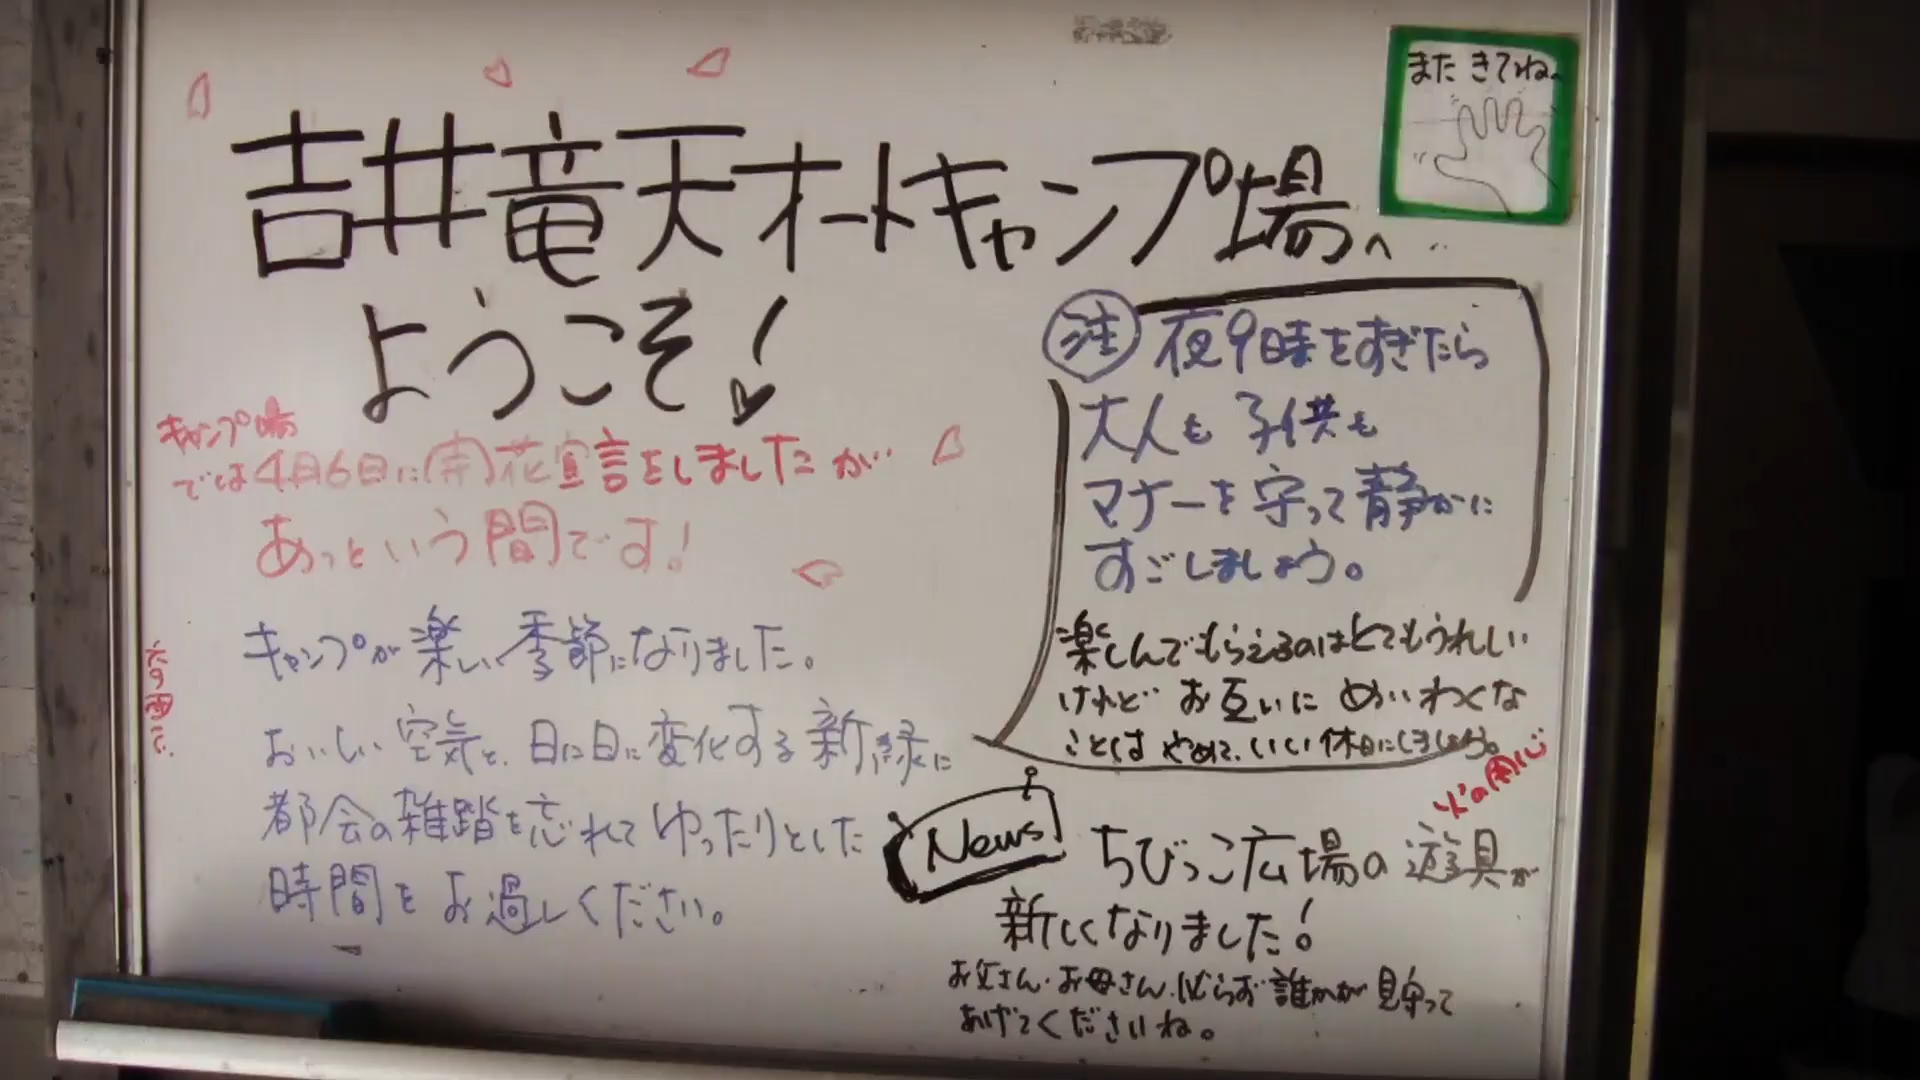 またきてね
吉井竜天オートキャンプ場へ
ようこそ!
キャンプ場
では4月6日に開花宣言をしましたが…
あっという間です!
キャンプが楽しい季節になりました。
おいしい空気と、日に日に変化する新緑に
都会の雑踏を忘れてゆったりとした
時間をお過しください。
火の用心
注 夜9時をすぎたら
大人も子供も
マナーを守って静かに
すごしましょう。
楽しんでもらえるのはとてもうれしい
けれど お互いに めいわくな
ことは やめて、いい休日にしましょう。
火の用心
News ちびっこ広場の遊具が
新しくなりました!
お父さん・お母さん、必らず誰かが見守って
あげてくださいね。